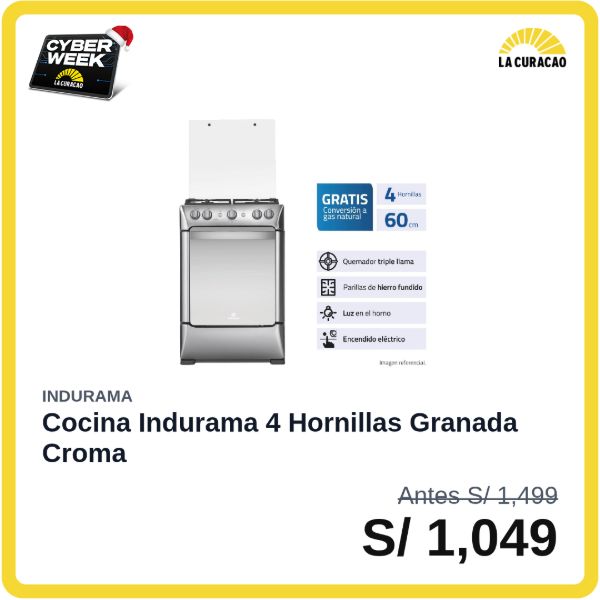 CYBER
WEEK
LA CURACAO
LA CURACAO
GRATIS
Conversión a
gas natural
4 Hornillas
60 cm
Quemador triple llama
Parillas de hierro fundido
Luz en el horno
Encendido eléctrico
Imagen referencial.
INDURAMA
Cocina Indurama 4 Hornillas Granada
Croma
Antes S/ 1,499
S/ 1,049